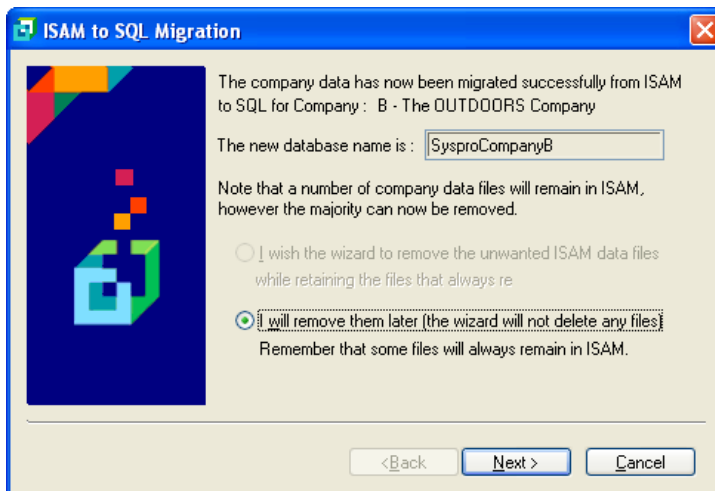 ISAM to SQL Migration
The company data has now been migrated successfully from ISAM
to SQL for Company : B - The OUTDOORS Company
The new database name is : SysproCompanyB
Note that a number of company data files will remain in ISAM,
however the majority can now be removed.
I wish the wizard to remove the unwanted ISAM data files
while retaining the files that always re
I will remove them later (the wizard will not delete any files)
Remember that some files will always remain in ISAM.
<Back Next > Cancel